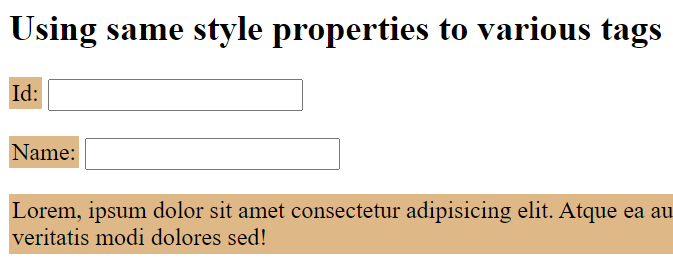 Using same style properties to various tags
Id:
Name:
Lorem, ipsum dolor sit amet consectetur adipisicing elit. Atque ea au
veritatis modi dolores sed!